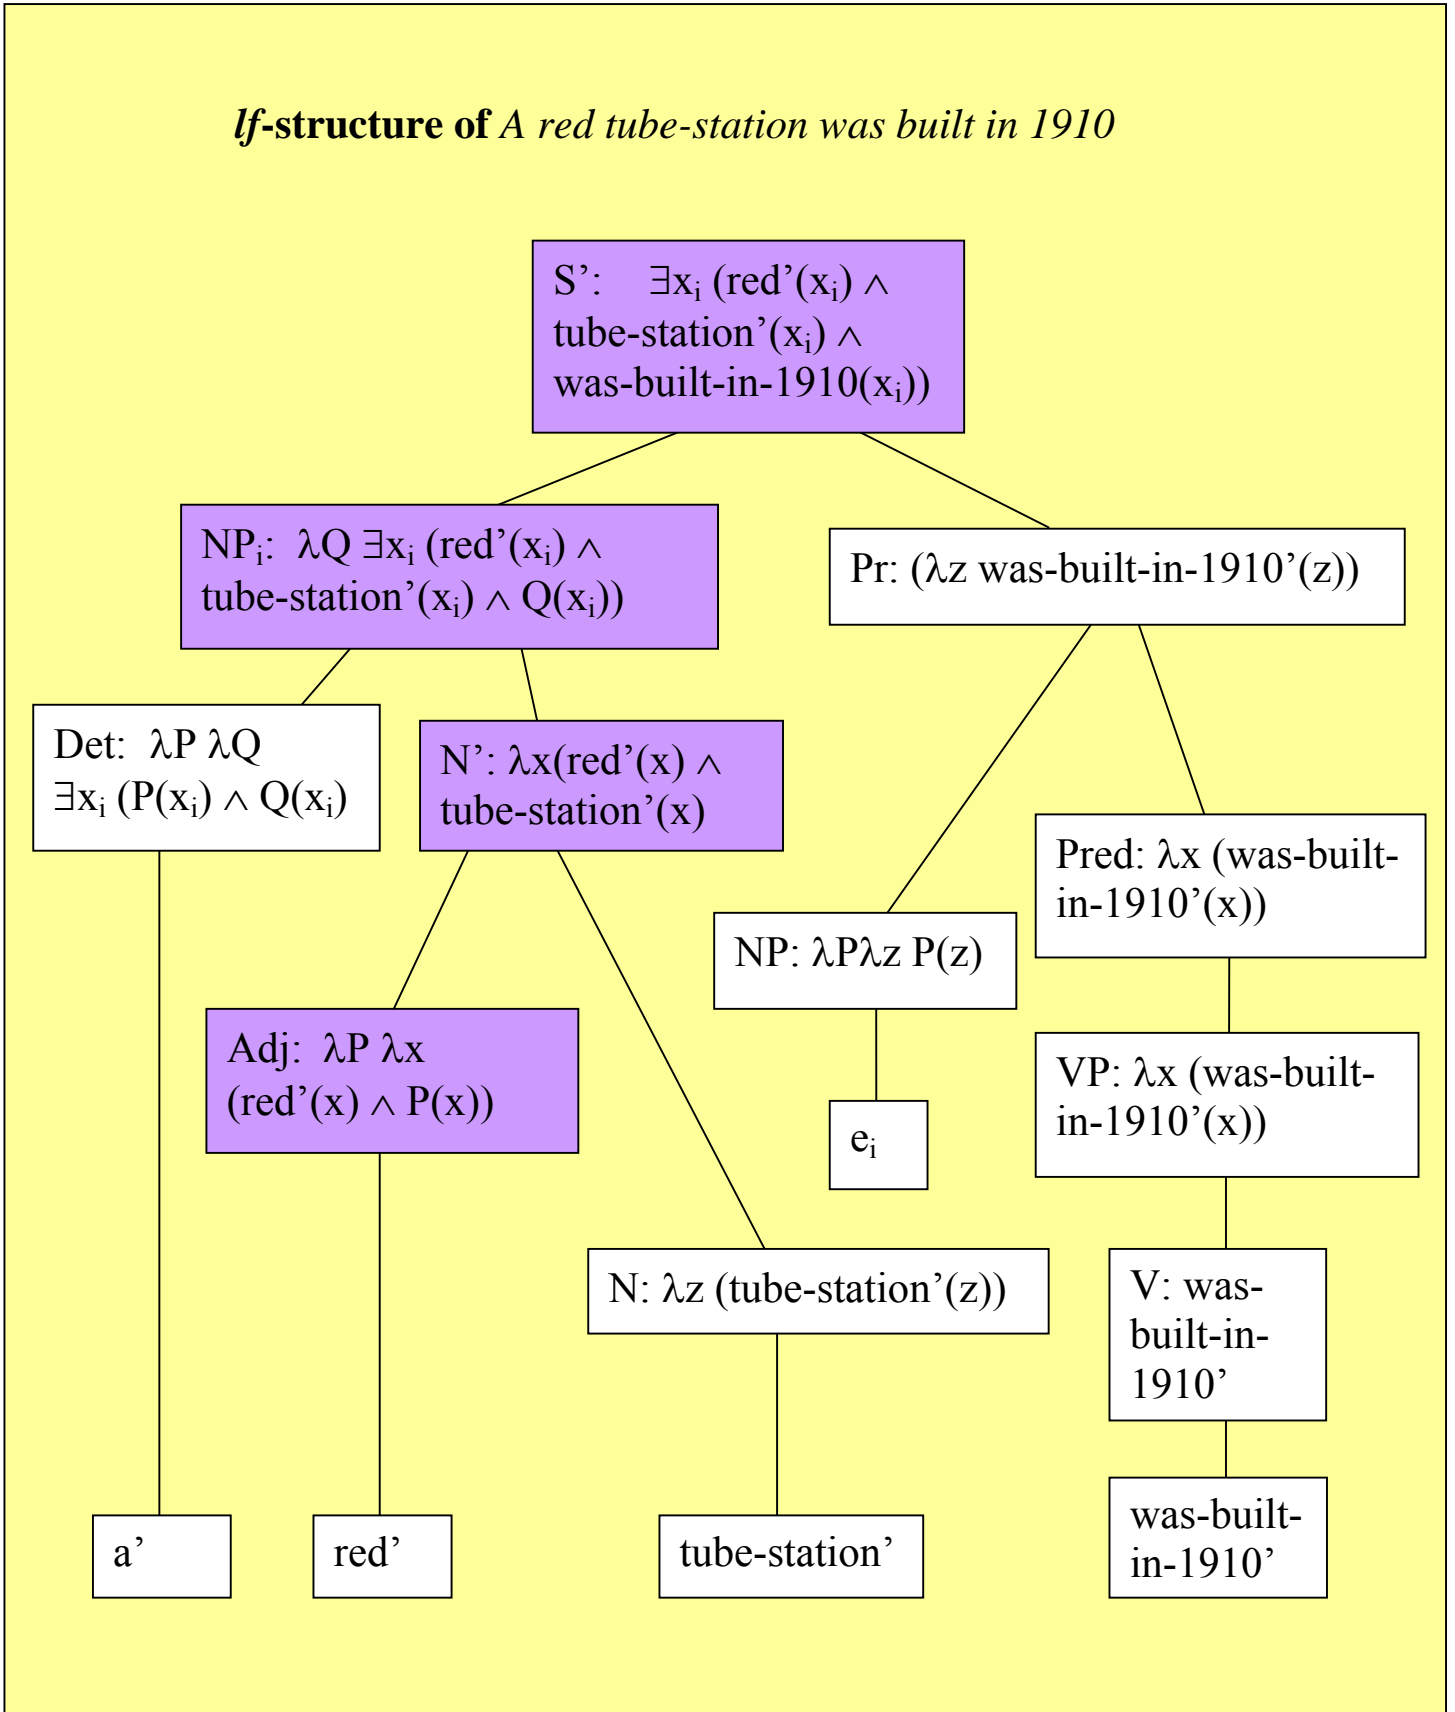 lf-structure of A red tube-station was built in 1910
S’: ∃xᵢ (red’(xᵢ) ∧
tube-station’(xᵢ) ∧
was-built-in-1910(xᵢ))
NPᵢ: λQ ∃xᵢ (red’(xᵢ) ∧
tube-station’(xᵢ) ∧ Q(xᵢ))
Pr: (λz was-built-in-1910’(z))
Det: λP λQ
∃xᵢ (P(xᵢ) ∧ Q(xᵢ)
N’: λx(red’(x) ∧
tube-station’(x)
Pred: λx (was-built-
in-1910’(x))
NP: λPλz P(z)
Adj: λP λx
(red’(x) ∧ P(x))
VP: λx (was-built-
in-1910’(x))
eᵢ
N: λz (tube-station’(z))
V: was-
built-in-
1910’
a’
red’
tube-station’
was-built-
in-1910’